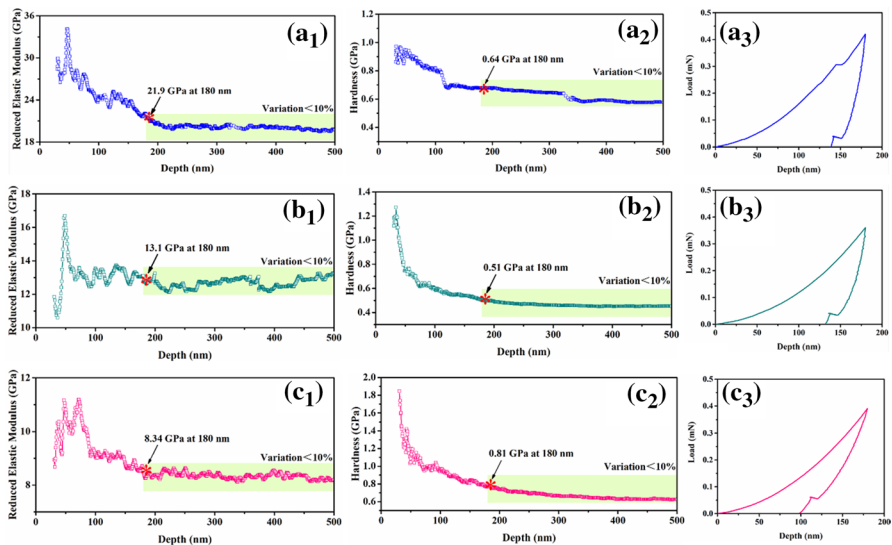 (a1)
Reduced Elastic Modulus (GPa)
36
30
24
18
21.9 GPa at 180 nm
Variation<10%
0 100 200 300 400 500
Depth (nm)
(a2)
Hardness (GPa)
1.2
1.0
0.8
0.6
0.4
0.64 GPa at 180 nm
Variation<10%
0 100 200 300 400 500
Depth (nm)
(a3)
Load (mN)
0.5
0.4
0.3
0.2
0.1
0.0
0 50 100 150 200
Depth (nm)
(b1)
Reduced Elastic Modulus (GPa)
18
16
14
12
10
13.1 GPa at 180 nm
Variation<10%
0 100 200 300 400 500
Depth (nm)
(b2)
Hardness (GPa)
1.4
1.2
1.0
0.8
0.6
0.4
0.51 GPa at 180 nm
Variation<10%
0 100 200 300 400 500
Depth (nm)
(b3)
Load (mN)
0.5
0.4
0.3
0.2
0.1
0.0
0 50 100 150 200
Depth (nm)
(c1)
Reduced Elastic Modulus (GPa)
12
10
8
8.34 GPa at 180 nm
Variation<10%
0 100 200 300 400 500
Depth (nm)
(c2)
Hardness (GPa)
2.0
1.8
1.6
1.4
1.2
1.0
0.8
0.6
0.81 GPa at 180 nm
Variation<10%
0 100 200 300 400 500
Depth (nm)
(c3)
Load (mN)
0.5
0.4
0.3
0.2
0.1
0.0
0 50 100 150 200
Depth (nm)